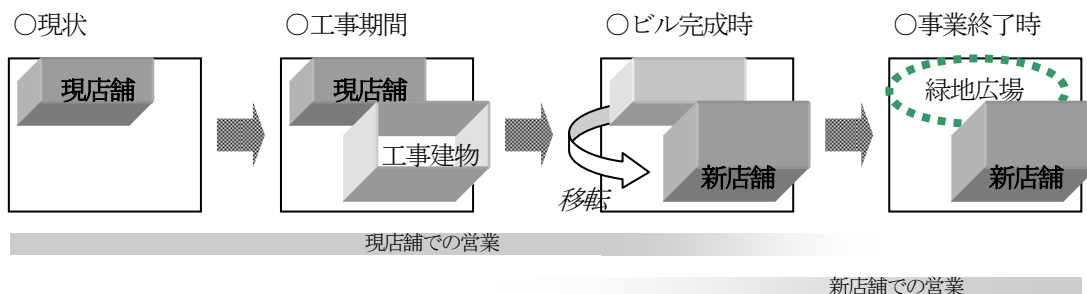 ○現状
○工事期間
○ビル完成時
○事業終了時
現店舗
現店舗
工事建物
移転
新店舗
緑地広場
新店舗
現店舗での営業
新店舗での営業